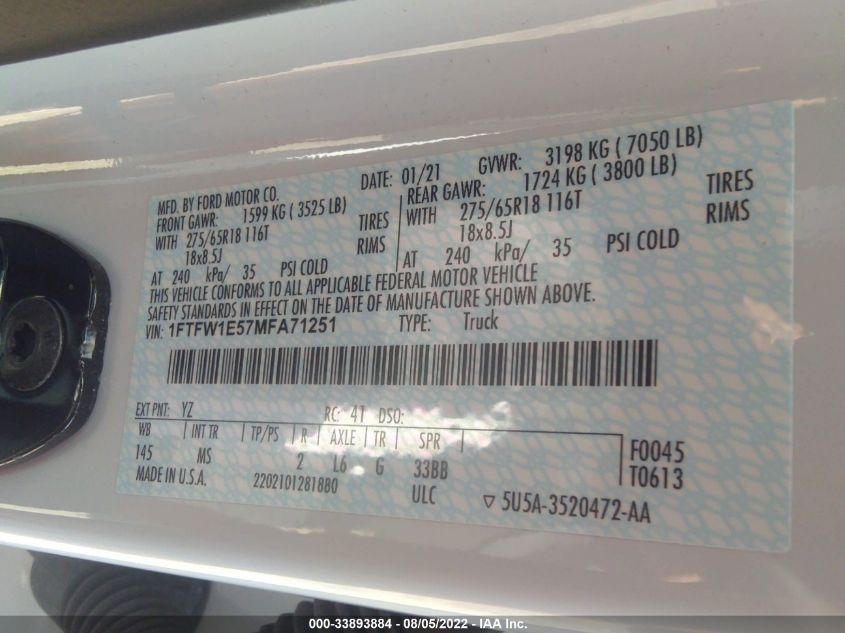 MFD. BY FORD MOTOR CO. DATE: 01/21 GVWR: 3198 KG ( 7050 LB)
FRONT GAWR: 1599 KG ( 3525 LB) REAR GAWR: 1724 KG ( 3800 LB)
WITH 275/65R18 116T TIRES WITH 275/65R18 116T TIRES
18x8.5J RIMS 18x8.5J RIMS
AT 240 kPa/ 35 PSI COLD AT 240 kPa/ 35 PSI COLD
THIS VEHICLE CONFORMS TO ALL APPLICABLE FEDERAL MOTOR VEHICLE
SAFETY STANDARDS IN EFFECT ON THE DATE OF MANUFACTURE SHOWN ABOVE.
VIN: 1FTFW1E57MFA71251 TYPE: Truck
EXT PNT: YZ RC: 41 DSO:
WB INT TR TP/PS R AXLE TR SPR F0045
145 MS 2 L6 G 33BB T0613
MADE IN U.S.A. 2202101281880 ULC ▽ 5U5A-3520472-AA
000-33893884 - 08/05/2022 - IAA Inc.